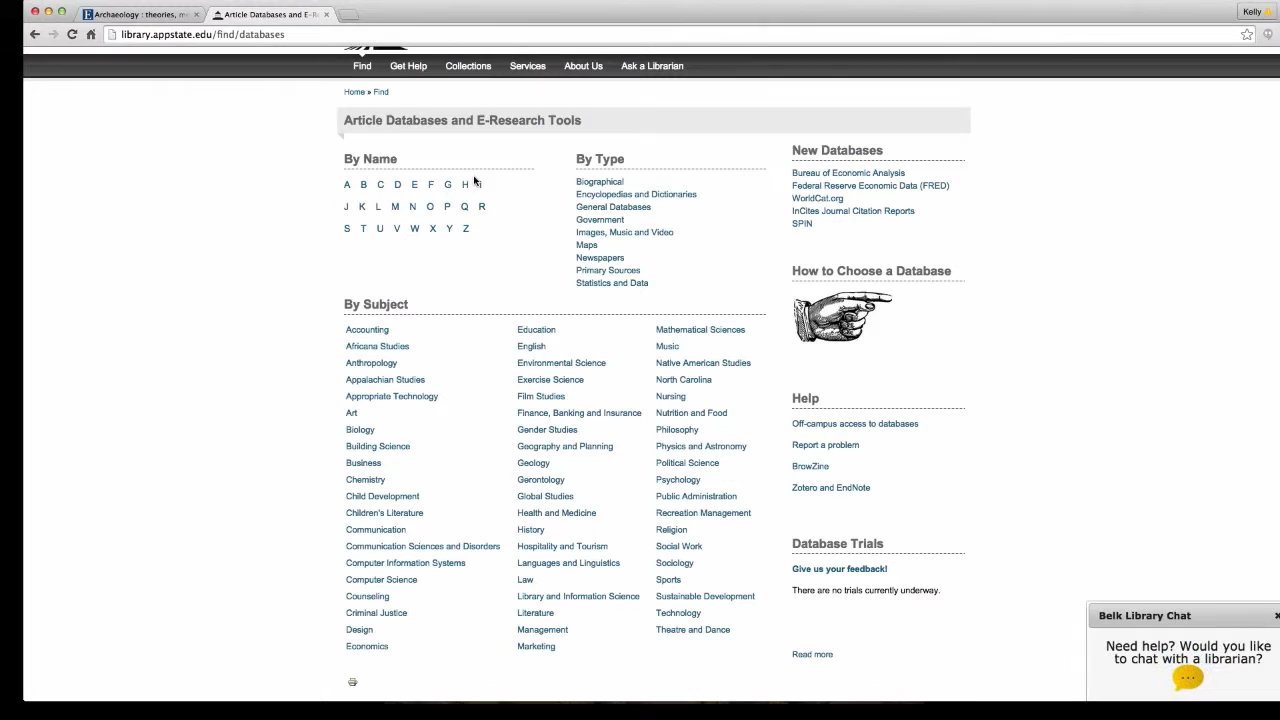 Archaeology : theories, m
Article Databases and E-R
Kelly
library.appstate.edu/find/databases
Find Get Help Collections Services About Us Ask a Librarian
Home » Find
Article Databases and E-Research Tools
By Name
A B C D E F G H I
J K L M N O P Q R
S T U V W X Y Z
By Type
Biographical
Encyclopedias and Dictionaries
General Databases
Government
Images, Music and Video
Maps
Newspapers
Primary Sources
Statistics and Data
New Databases
Bureau of Economic Analysis
Federal Reserve Economic Data (FRED)
WorldCat.org
InCites Journal Citation Reports
SPIN
How to Choose a Database
By Subject
Accounting
Africana Studies
Anthropology
Appalachian Studies
Appropriate Technology
Art
Biology
Building Science
Business
Chemistry
Child Development
Children's Literature
Communication
Communication Sciences and Disorders
Computer Information Systems
Computer Science
Counseling
Criminal Justice
Design
Economics
Education
English
Environmental Science
Exercise Science
Film Studies
Finance, Banking and Insurance
Gender Studies
Geography and Planning
Geology
Gerontology
Global Studies
Health and Medicine
History
Hospitality and Tourism
Languages and Linguistics
Law
Library and Information Science
Literature
Management
Marketing
Mathematical Sciences
Music
Native American Studies
North Carolina
Nursing
Nutrition and Food
Philosophy
Physics and Astronomy
Political Science
Psychology
Public Administration
Recreation Management
Religion
Social Work
Sociology
Sports
Sustainable Development
Technology
Theatre and Dance
Help
Off-campus access to databases
Report a problem
BrowZine
Zotero and EndNote
Database Trials
Give us your feedback!
There are no trials currently underway.
Read more
Belk Library Chat
Need help? Would you like
to chat with a librarian?